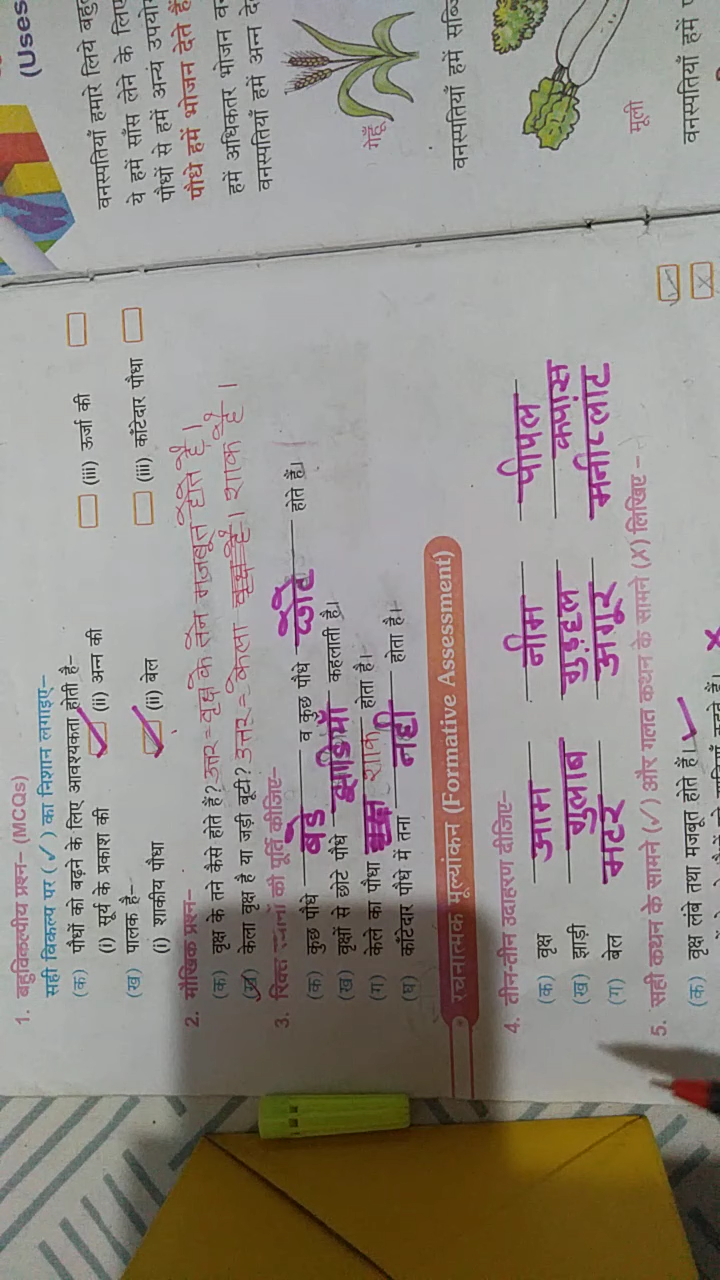 1. बहुविकल्पीय प्रश्न– (MCQs)
सही विकल्प पर (✓) का निशान लगाइए–
(क) पौधों को बढ़ने के लिए आवश्यकता होती है–
(i) सूर्य के प्रकाश की (ii) अन्न की (iii) ऊर्जा की
(ख) पालक है–
(i) शाकीय पौधा (ii) बेल (iii) काँटेदार पौधा
2. मौखिक प्रश्न–
(क) वृक्ष के तने कैसे होते हैं? उत्तर = वृक्ष के तने मजबूत होते है।
(ख) केला वृक्ष है या जड़ी बूटी? उत्तर = केला वृक्ष है। शाक है।
3. रिक्त स्थानों की पूर्ति कीजिए–
(क) कुछ पौधे बडे व कुछ पौधे छोटे होते हैं।
(ख) वृक्षों से छोटे पौधे झाडियाँ कहलाती है।
(ग) केले का पौधा शाक होता है।
(घ) काँटेदार पौधे में तना नही होता है।
रचनात्मक मूल्यांकन (Formative Assessment)
4. तीन-तीन उदाहरण दीजिए–
(क) वृक्ष आम नीम पीपल
(ख) झाड़ी गुलाब गुड़हल कपास
(ग) बेल मटर अंगूर मनीप्लांट
5. सही कथन के सामने (✓) और गलत कथन के सामने (X) लिखिए –
(क) वृक्ष लंबे तथा मजबूत होते हैं। ✓
(Uses
वनस्पतियाँ हमारे लिये बहुत
ये हमें साँस लेने के लिए
पौधों से हमें अन्य उपयो
पौधे हमें भोजन देते हैं
हमें अधिकतर भोजन वन
वनस्पतियाँ हमें अन्न दे
गेहूँ
वनस्पतियाँ हमें सब्जि
मूली
वनस्पतियाँ हमें